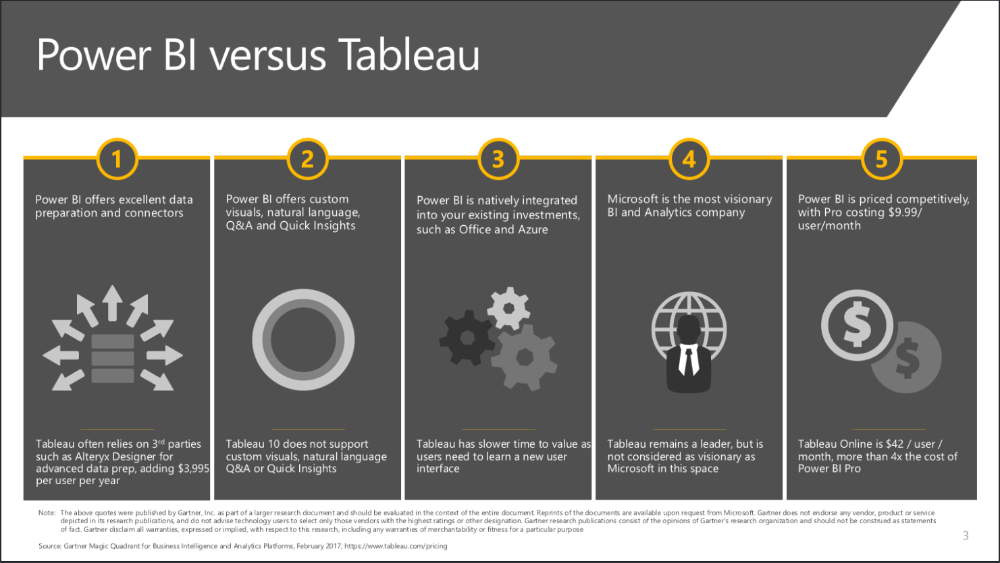 Power BI versus Tableau
1
Power BI offers excellent data
preparation and connectors
Tableau often relies on 3rd parties
such as Alteryx Designer for
advanced data prep, adding $3,995
per user per year
2
Power BI offers custom
visuals, natural language,
Q&A and Quick Insights
Tableau 10 does not support
custom visuals, natural language
Q&A or Quick Insights
3
Power BI is natively integrated
into your existing investments,
such as Office and Azure
Tableau has slower time to value as
users need to learn a new user
interface
4
Microsoft is the most visionary
BI and Analytics company
Tableau remains a leader, but is
not considered as visionary as
Microsoft in this space
5
Power BI is priced competitively,
with Pro costing $9.99/
user/month
$
$
Tableau Online is $42 / user /
month, more than 4x the cost of
Power BI Pro
Note: The above quotes were published by Gartner, Inc. as part of a larger research document and should be evaluated in the context of the entire document. Reprints of the documents are available upon request from Microsoft. Gartner does not endorse any vendor, product or service
depicted in its research publications, and do not advise technology users to select only those vendors with the highest ratings or other designation. Gartner research publications consist of the opinions of Gartner's research organization and should not be construed as statements
of fact. Gartner disclaim all warranties, expressed or implied, with respect to this research, including any warranties of merchantability or fitness for a particular purpose
Source: Gartner Magic Quadrant for Business Intelligence and Analytics Platforms, February 2017; https://www.tableau.com/pricing
3